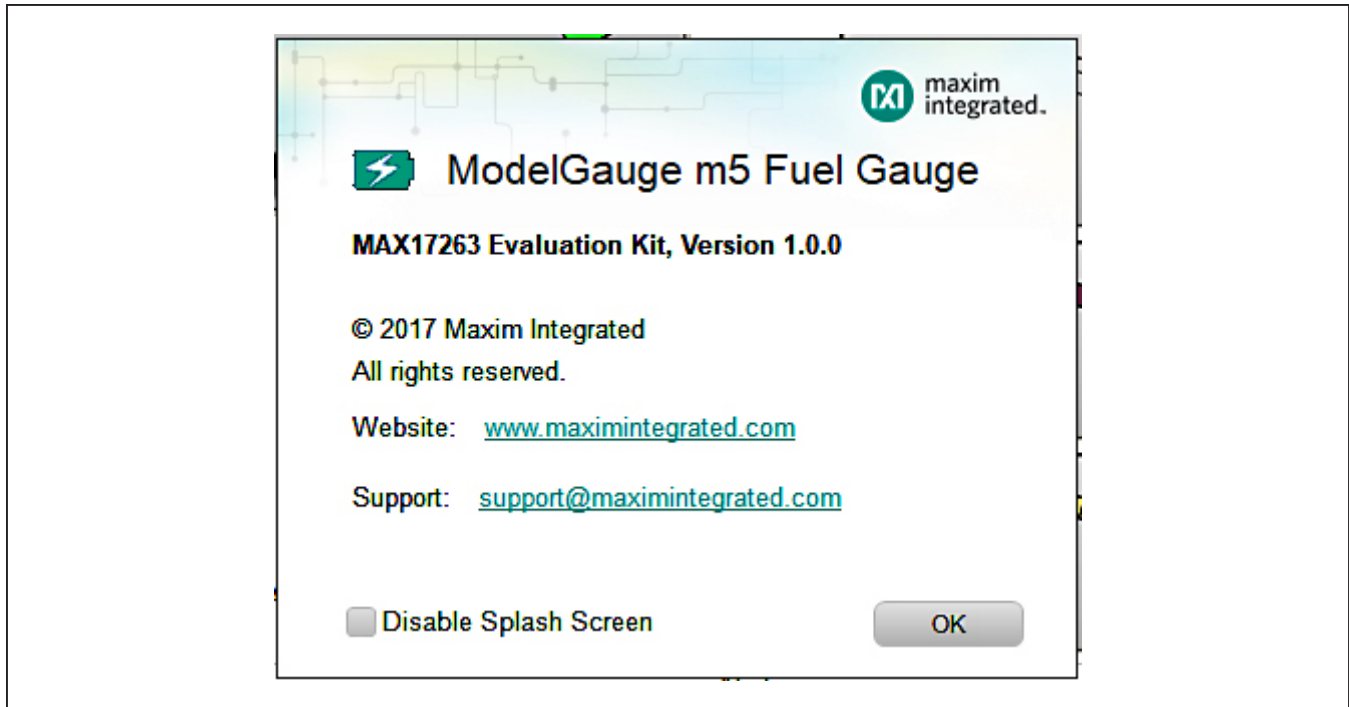 maxim
integrated™
ModelGauge m5 Fuel Gauge
MAX17263 Evaluation Kit, Version 1.0.0
© 2017 Maxim Integrated
All rights reserved.
Website: www.maximintegrated.com
Support: support@maximintegrated.com
Disable Splash Screen
OK